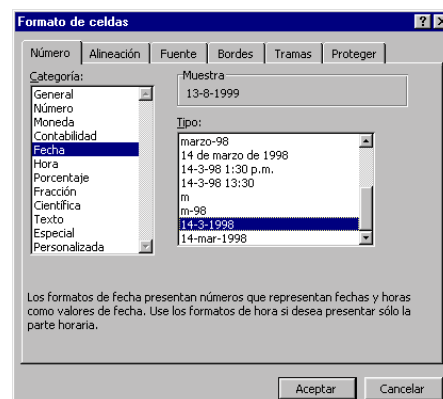 Formato de celdas
Número Alineación Fuente Bordes Tramas Proteger
Categoría:
General
Número
Moneda
Contabilidad
Fecha
Hora
Porcentaje
Fracción
Científica
Texto
Especial
Personalizada
Muestra
13-8-1999
Tipo:
marzo-98
14 de marzo de 1998
14-3-98 1:30 p.m.
14-3-98 13:30
m
m-98
14-3-1998
14-mar-1998
Los formatos de fecha presentan números que representan fechas y horas
como valores de fecha. Use los formatos de hora si desea presentar sólo la
parte horaria.
Aceptar Cancelar